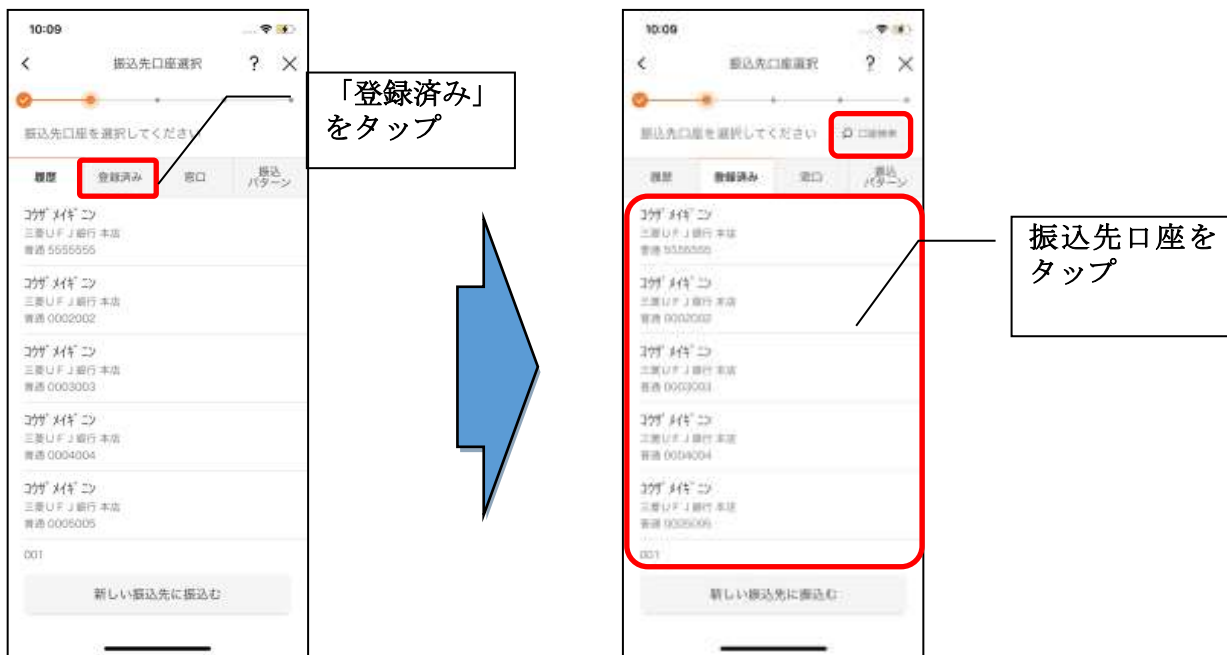 10:09
振込先口座選択 ?
振込先口座を選択してください
履歴 登録済み 窓口 振込
パターン
コウザ メイギニン
三菱UFJ銀行 本店
普通 5555555
コウザ メイギニン
三菱UFJ銀行 本店
普通 0002002
コウザ メイギニン
三菱UFJ銀行 本店
普通 0003003
コウザ メイギニン
三菱UFJ銀行 本店
普通 0004004
コウザ メイギニン
三菱UFJ銀行 本店
普通 0005005
001
新しい振込先に振込む
「登録済み」
をタップ
10:09
振込先口座選択 ?
振込先口座を選択してください 口座検索
履歴 登録済み 窓口 振込
パターン
コウザ メイギニン
三菱UFJ銀行 本店
普通 5555555
コウザ メイギニン
三菱UFJ銀行 本店
普通 0002002
コウザ メイギニン
三菱UFJ銀行 本店
普通 0003003
コウザ メイギニン
三菱UFJ銀行 本店
普通 0004004
コウザ メイギニン
三菱UFJ銀行 本店
普通 0005005
001
新しい振込先に振込む
振込先口座を
タップ